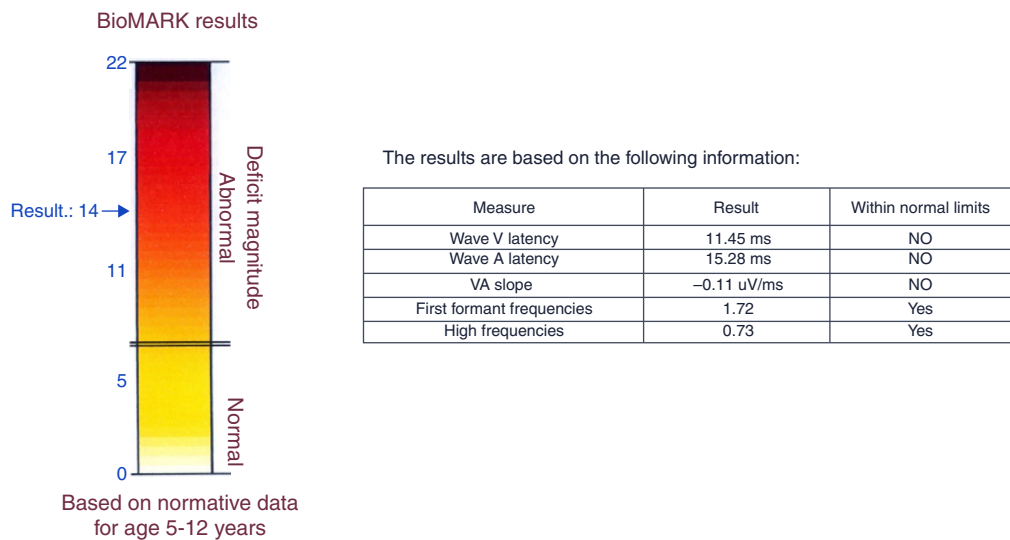 BioMARK results
22
17
Result.: 14
11
5
0
Deficit magnitude
Abnormal
Normal
Based on normative data
for age 5-12 years
The results are based on the following information:
Measure Result Within normal limits
Wave V latency 11.45 ms NO
Wave A latency 15.28 ms NO
VA slope –0.11 uV/ms NO
First formant frequencies 1.72 Yes
High frequencies 0.73 Yes